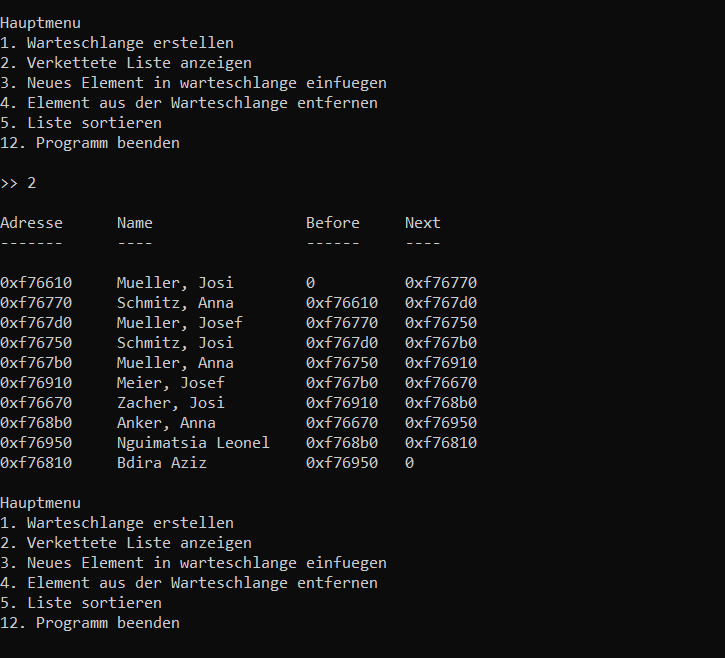 Hauptmenu
1. Warteschlange erstellen
2. Verkettete Liste anzeigen
3. Neues Element in warteschlange einfuegen
4. Element aus der Warteschlange entfernen
5. Liste sortieren
12. Programm beenden
>> 2
Adresse      Name                 Before     Next
-------      ----                 ------     ----
0xf76610     Mueller, Josi        0          0xf76770
0xf76770     Schmitz, Anna        0xf76610   0xf767d0
0xf767d0     Mueller, Josef       0xf76770   0xf76750
0xf76750     Schmitz, Josi        0xf767d0   0xf767b0
0xf767b0     Mueller, Anna        0xf76750   0xf76910
0xf76910     Meier, Josef         0xf767b0   0xf76670
0xf76670     Zacher, Josi         0xf76910   0xf768b0
0xf768b0     Anker, Anna          0xf76670   0xf76950
0xf76950     Nguimatsia Leonel    0xf768b0   0xf76810
0xf76810     Bdira Aziz           0xf76950   0
Hauptmenu
1. Warteschlange erstellen
2. Verkettete Liste anzeigen
3. Neues Element in warteschlange einfuegen
4. Element aus der Warteschlange entfernen
5. Liste sortieren
12. Programm beenden